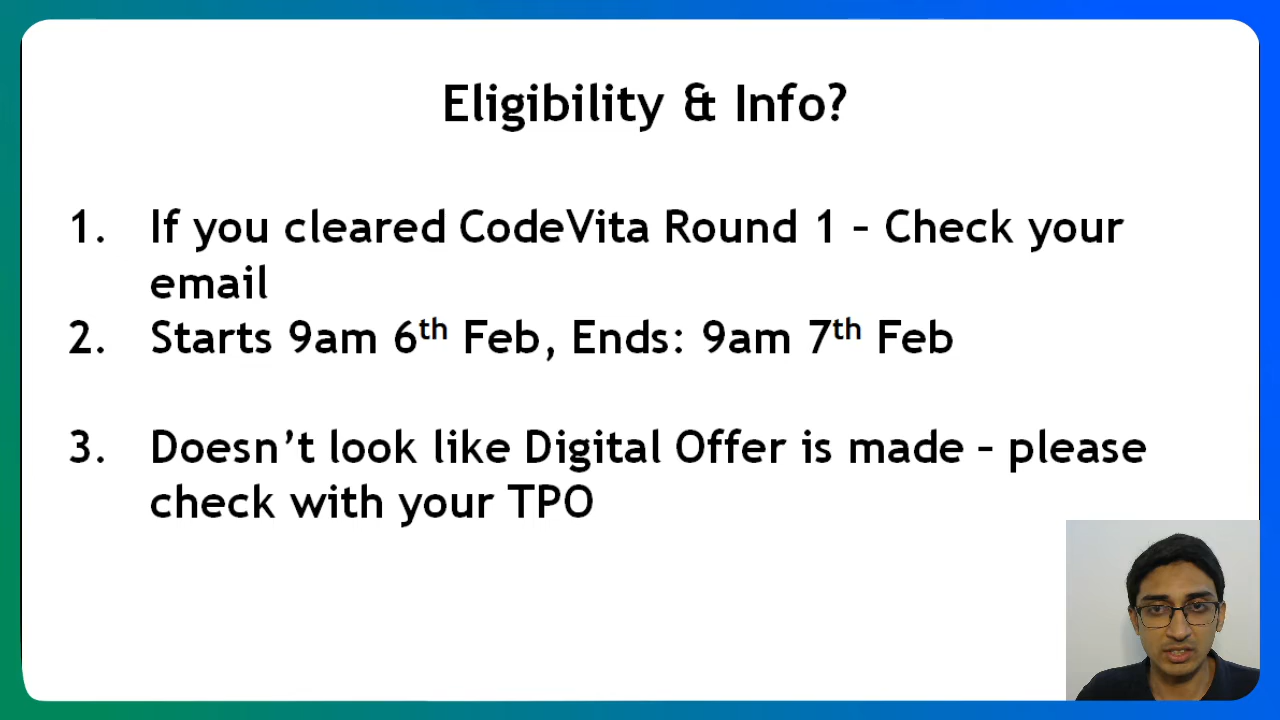 Eligibility & Info?
1. If you cleared CodeVita Round 1 – Check your
email
2. Starts 9am 6th Feb, Ends: 9am 7th Feb
3. Doesn’t look like Digital Offer is made – please
check with your TPO